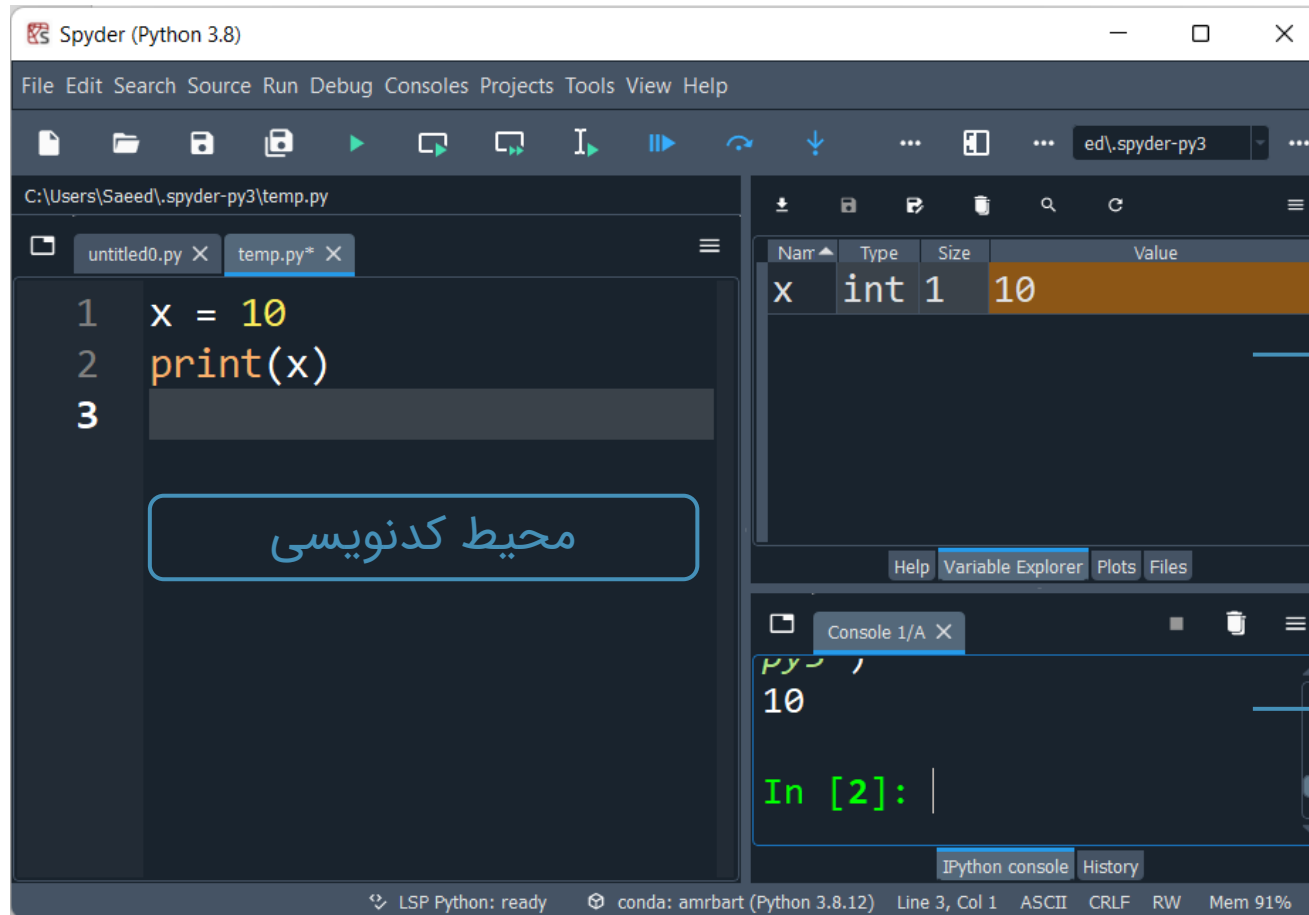 Spyder (Python 3.8)
File Edit Search Source Run Debug Consoles Projects Tools View Help
ed\.spyder-py3
C:\Users\Saeed\.spyder-py3\temp.py
untitled0.py
temp.py*
1 x = 10
2 print(x)
3
محیط کدنویسی
Nam Type Size Value
x int 1 10
Help Variable Explorer Plots Files
Console 1/A
py3')
10
In [2]:
IPython console History
LSP Python: ready conda: amrbart (Python 3.8.12) Line 3, Col 1 ASCII CRLF RW Mem 91%